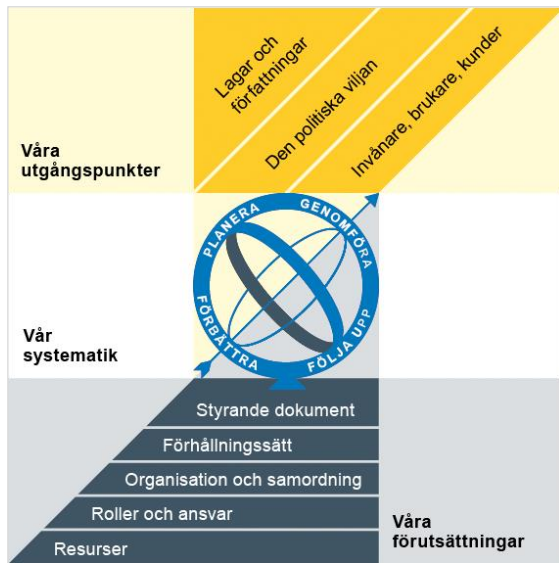 Lagar och
författningar
Den politiska viljan
Invånare, brukare, kunder
Våra
utgångspunkter
PLANERA
GENOMFÖRA
FÖRBÄTTRA
FÖLJA UPP
Vår
systematik
Styrande dokument
Förhållningssätt
Organisation och samordning
Roller och ansvar
Resurser
Våra
förutsättningar